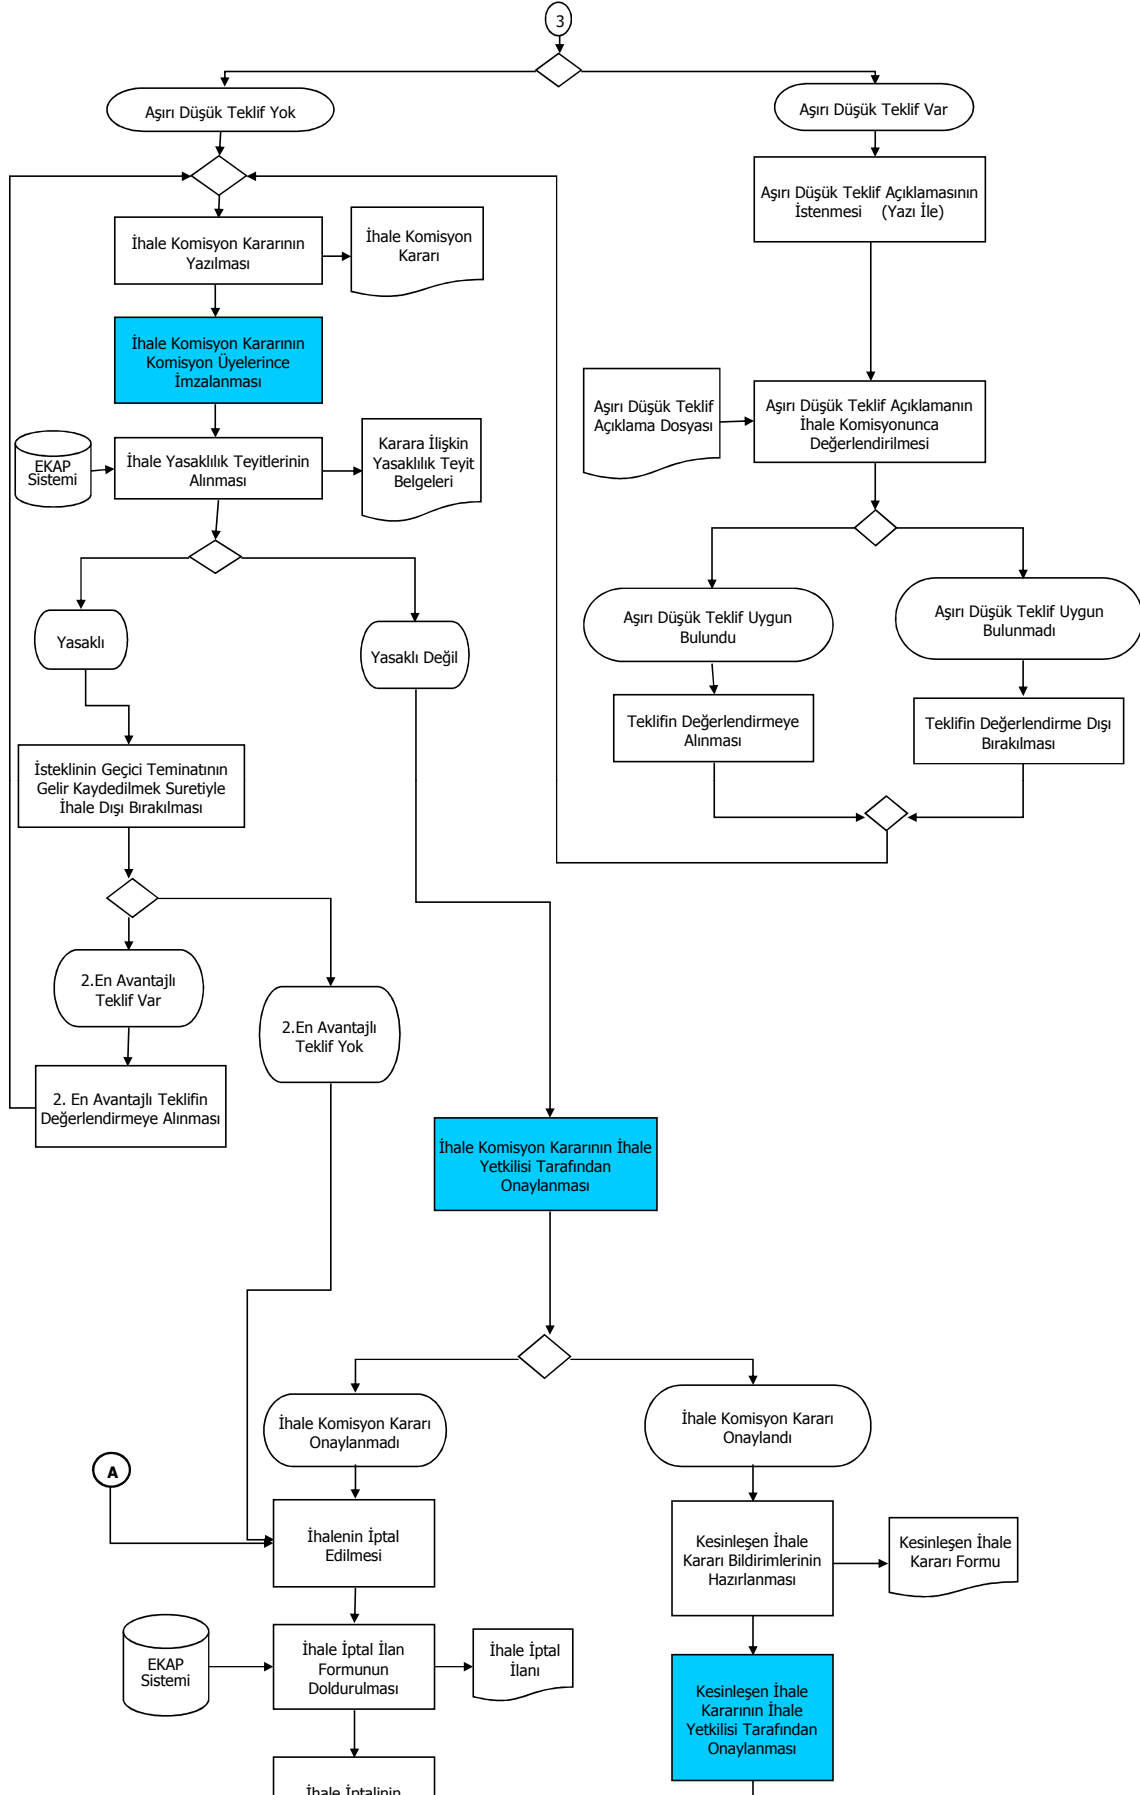 3
Aşırı Düşük Teklif Yok
Aşırı Düşük Teklif Var
Aşırı Düşük Teklif Açıklamasının
İstenmesi (Yazı İle)
İhale Komisyon Kararının
Yazılması
İhale Komisyon
Kararı
İhale Komisyon Kararının
Komisyon Üyelerince
İmzalanması
Aşırı Düşük Teklif
Açıklama Dosyası
Aşırı Düşük Teklif Açıklamanın
İhale Komisyonunca
Değerlendirilmesi
EKAP
Sistemi
İhale Yasaklılık Teyitlerinin
Alınması
Karara İlişkin
Yasaklılık Teyit
Belgeleri
Yasaklı
Yasaklı Değil
Aşırı Düşük Teklif Uygun
Bulundu
Aşırı Düşük Teklif Uygun
Bulunmadı
Teklifin Değerlendirmeye
Alınması
Teklifin Değerlendirme Dışı
Bırakılması
İsteklinin Geçici Teminatının
Gelir Kaydedilmek Suretiyle
İhale Dışı Bırakılması
2.En Avantajlı
Teklif Var
2.En Avantajlı
Teklif Yok
2. En Avantajlı Teklifin
Değerlendirmeye Alınması
İhale Komisyon Kararının İhale
Yetkilisi Tarafından
Onaylanması
İhale Komisyon Kararı
Onaylanmadı
İhale Komisyon Kararı
Onaylandı
A
İhalenin İptal
Edilmesi
Kesinleşen İhale
Kararı Bildirimlerinin
Hazırlanması
Kesinleşen İhale
Kararı Formu
EKAP
Sistemi
İhale İptal İlan
Formunun
Doldurulması
İhale İptal
İlanı
Kesinleşen İhale
Kararının İhale
Yetkilisi Tarafından
Onaylanması
İhale İptalinin